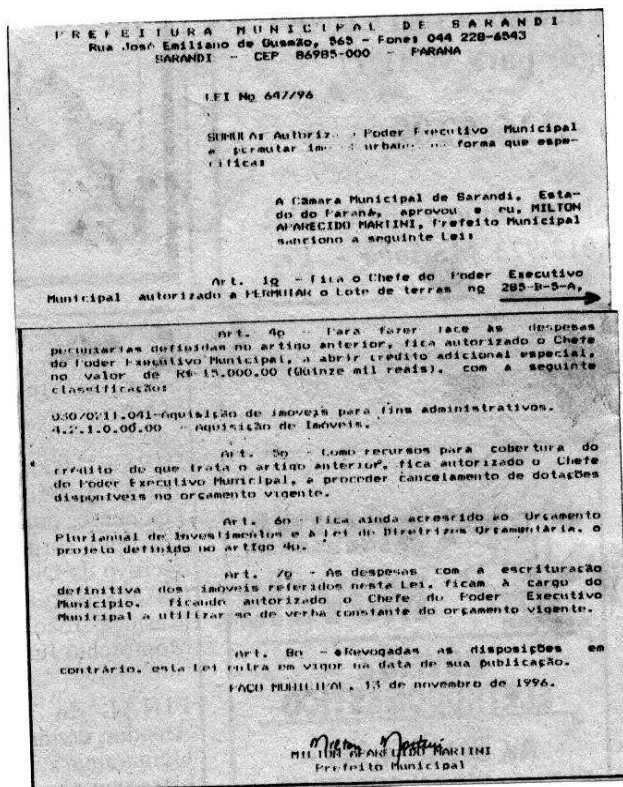 PREFEITURA MUNICIPAL DE SARANDI
Rua José Emiliano de Gusmão, 565 - Fone: 044 228-6543
SARANDI - CEP 86985-000 - PARANA
LEI No 647/96
SUMULA: Autoriza Poder Executivo Municipal
a permutar urbano na forma que espe-
cifica:
A Câmara Municipal de Sarandi, Esta-
do do Paraná, aprovou e eu, MILTON
APARECIDO MARTINI, Prefeito Municipal
sanciono a seguinte Lei:
Art. 1o - Fica o Chefe do Poder Executivo
Municipal autorizado a PERMUTAR o Lote de terras no 285-B-5-A,
Art. 4o - Para fazer face às despesas
pecuniárias definidas no artigo anterior, fica autorizado o Chefe
do Poder Executivo Municipal, a abrir crédito adicional especial,
no valor de R$ 15.000.00 (Quinze mil reais), com a seguinte
classificação:
03070211.041-Aquisição de imóveis para fins administrativos.
4.2.1.0.00.00 - Aquisição de Imóveis.
Art. 5o - Como recursos para cobertura do
crédito de que trata o artigo anterior, fica autorizado o Chefe
do Poder Executivo Municipal, a proceder cancelamento de dotações
disponíveis no orçamento vigente.
Art. 6o - Fica ainda acrescido ao Orçamento
Plurianual de Investimentos e à Lei de Diretrizes Orçamentária, o
projeto definido no artigo 4o.
Art. 7o - As despesas com a escrituração
definitiva dos imóveis referidos nesta Lei, ficam à cargo do
Município, ficando autorizado o Chefe do Poder Executivo
Municipal a utilizar-se de verba constante do orçamento vigente.
Art. 8o - Revogadas as disposições em
contrário, esta Lei entra em vigor na data de sua publicação.
PAÇO MUNICIPAL, 13 de novembro de 1996.
Milton Martini
MILTON APARECIDO MARTINI
Prefeito Municipal